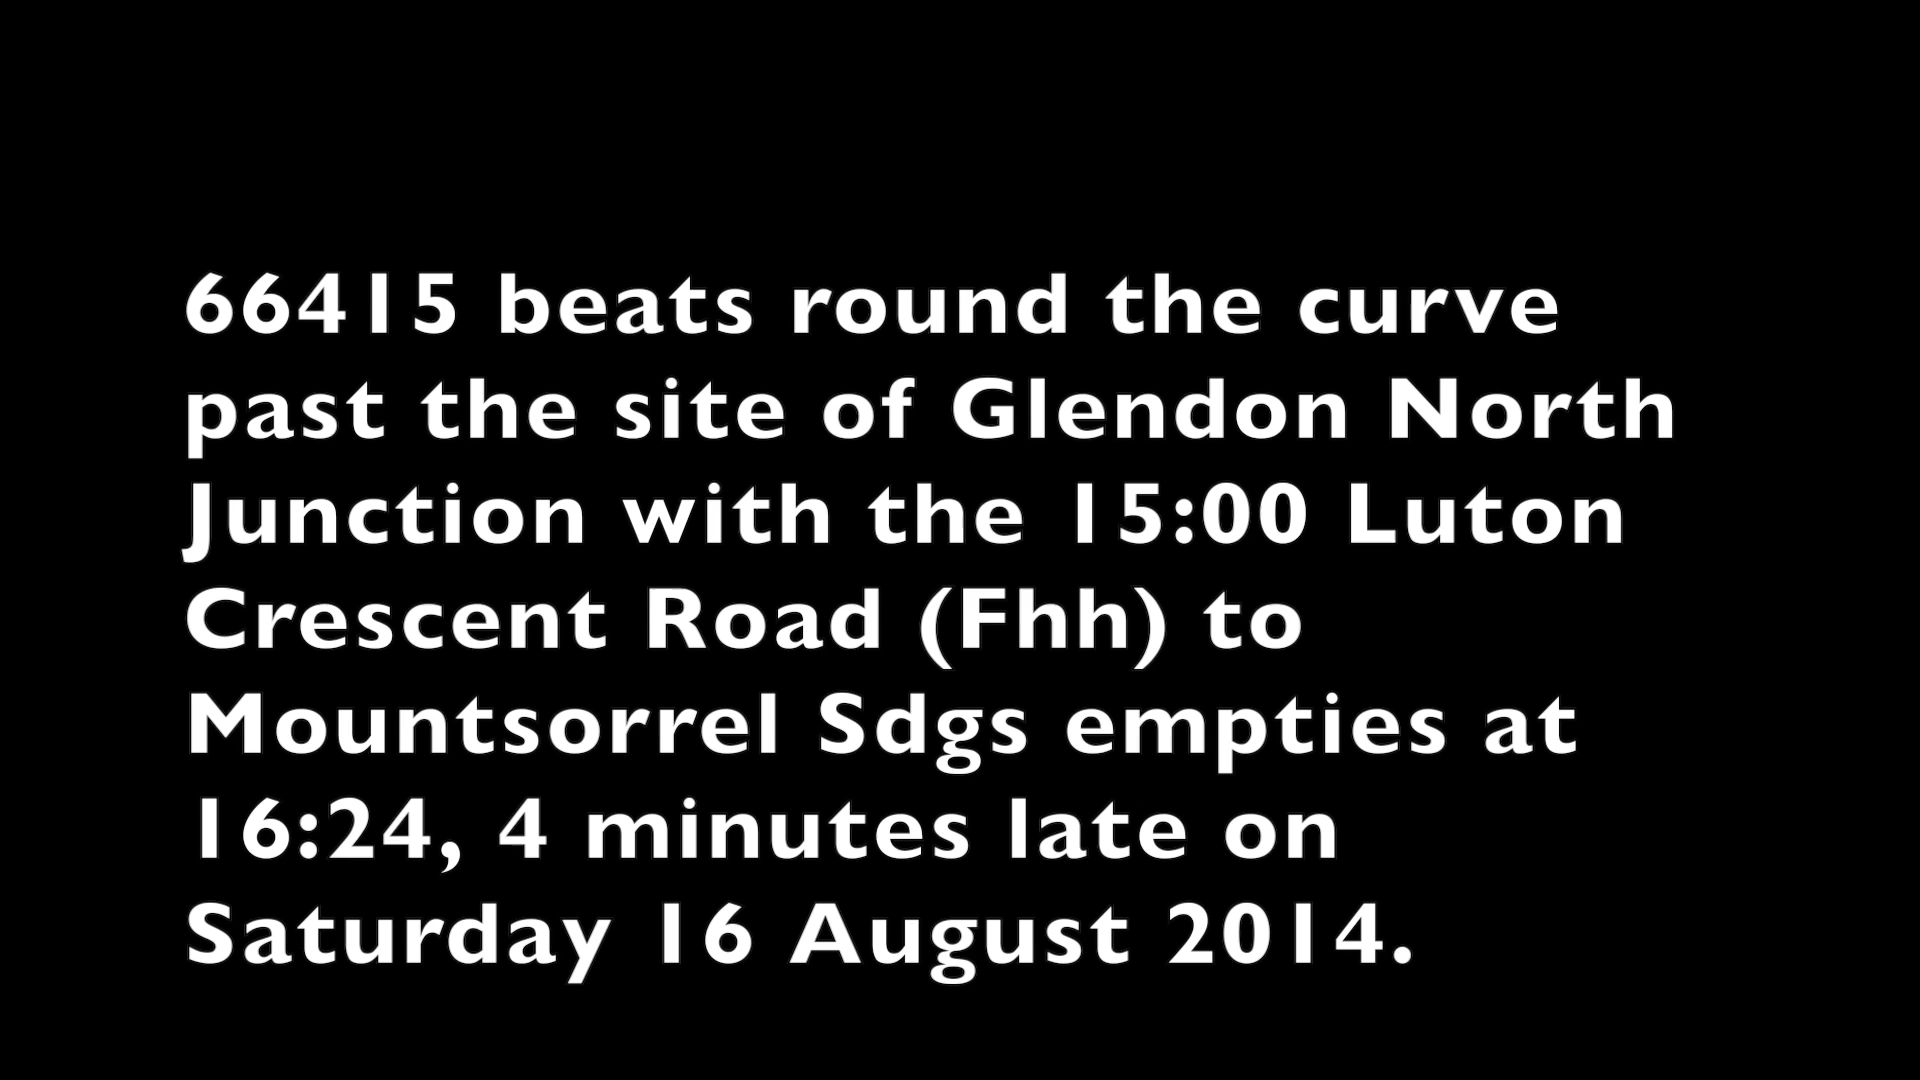 66415 beats round the curve
past the site of Glendon North
Junction with the 15:00 Luton
Crescent Road (Fhh) to
Mountsorrel Sdgs empties at
16:24, 4 minutes late on
Saturday 16 August 2014.